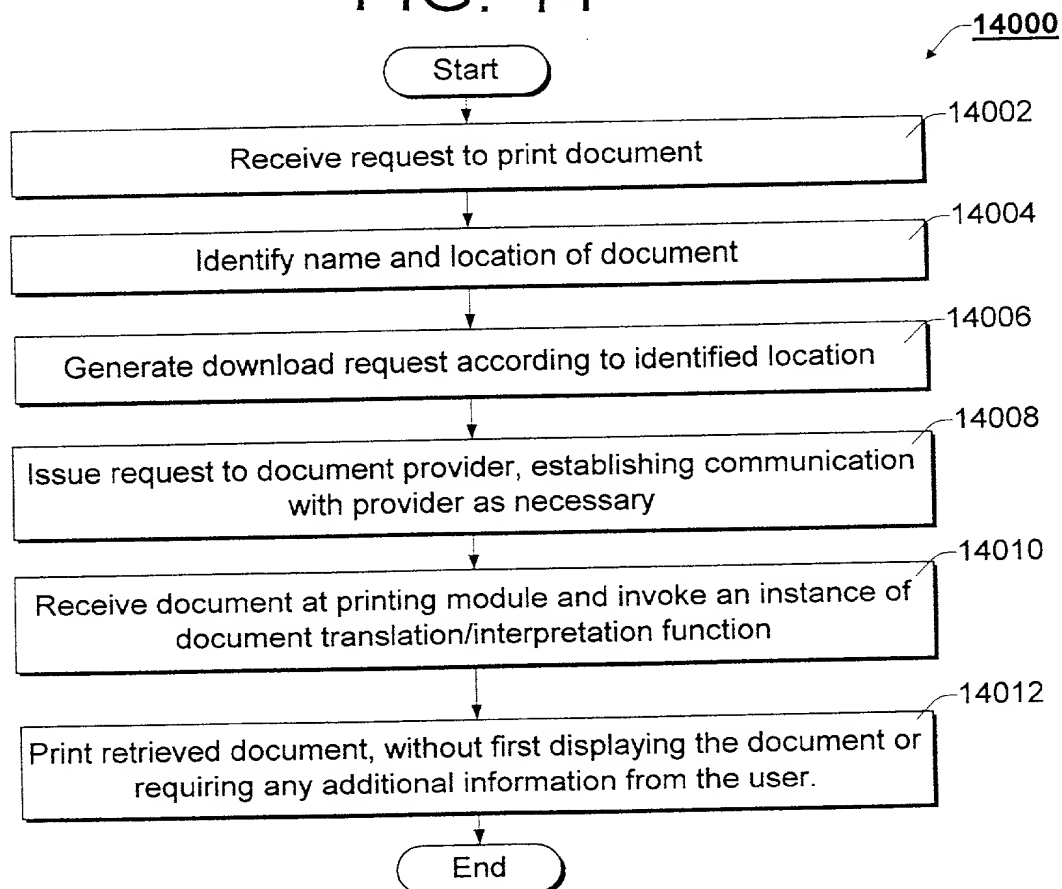 FIG.
14000
Start
14002
Receive request to print document
14004
Identify name and location of document
14006
Generate download request according to identified location
14008
Issue request to document provider, establishing communication
with provider as necessary
14010
Receive document at printing module and invoke an instance of
document translation/interpretation function
14012
Print retrieved document, without first displaying the document or
requiring any additional information from the user.
End